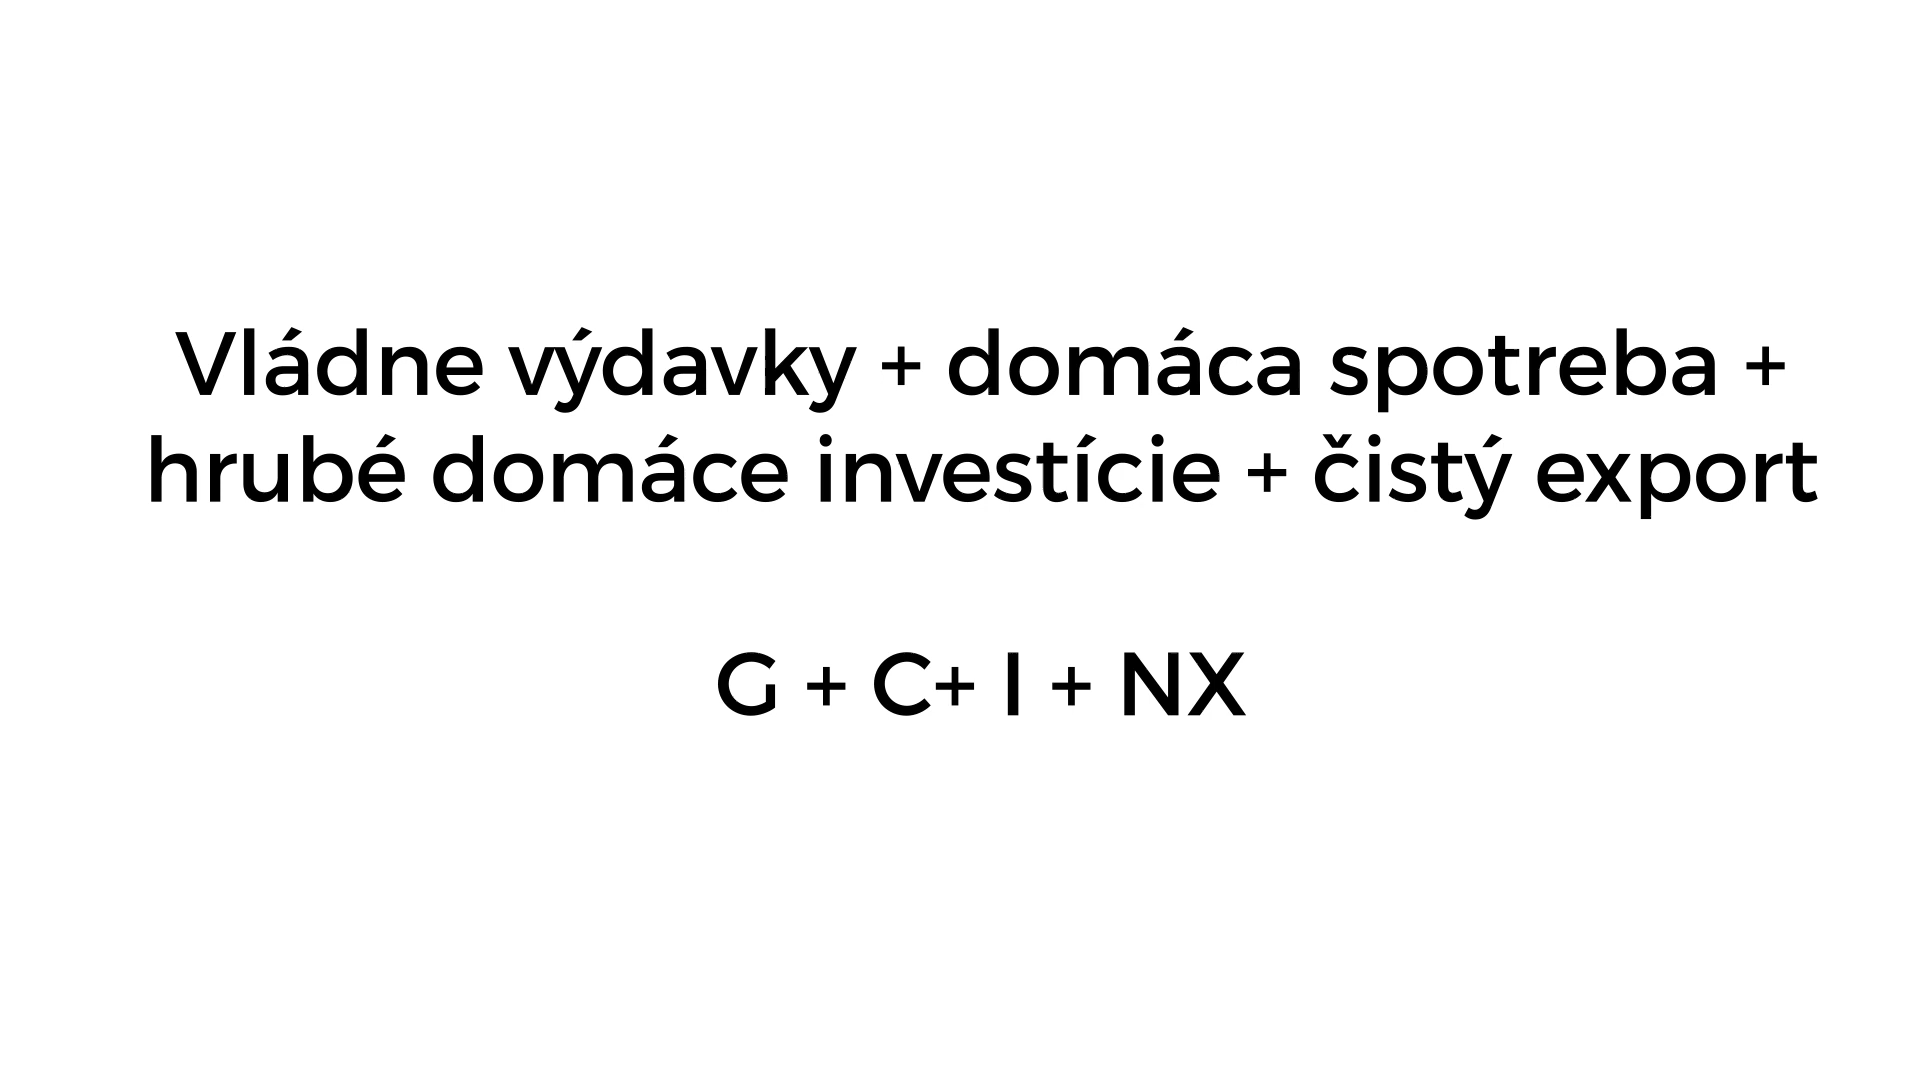 Vládne výdavky + domáca spotreba +
hrubé domáce investície + čistý export
G + C+ I + NX